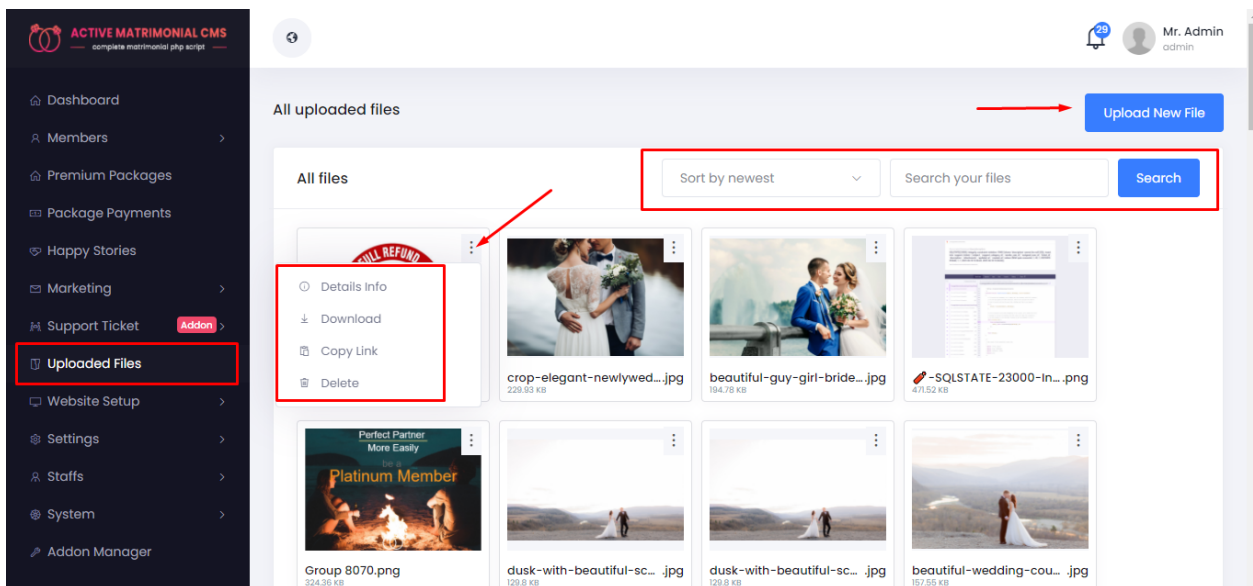 ACTIVE MATRIMONIAL CMS
complete matrimonial php script
29
Mr. Admin
admin
Dashboard
Members
Premium Packages
Package Payments
Happy Stories
Marketing
Support Ticket Addon
Uploaded Files
Website Setup
Settings
Staffs
System
Addon Manager
All uploaded files
Upload New File
All files
Sort by newest
Search your files
Search
FULL REFUND
Details Info
Download
Copy Link
Delete
crop-elegant-newlywed....jpg
229.93 KB
beautiful-guy-girl-bride....jpg
194.78 KB
-SQLSTATE-23000-In... .png
471.52 KB
Perfect Partner
More Easily
be a
Platinum Member
Group 8070.png
324.36 KB
dusk-with-beautiful-sc... .jpg
129.8 KB
dusk-with-beautiful-sc... .jpg
129.8 KB
beautiful-wedding-cou... .jpg
157.55 KB